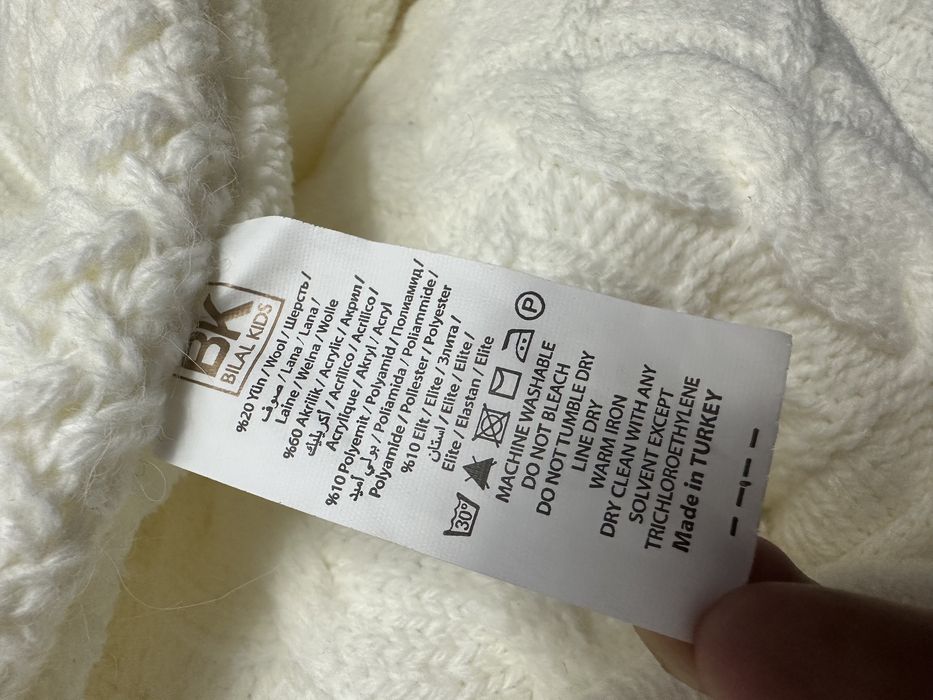 BK
BILAL KIDS
%20Yün / Wool / Шерсть /
صوف / Lana / Lana /
Laine / Wełna / Wolle
%60 Akrilik / Acrylic / Акрил /
أكريليك / Acrilico / Acrílico /
Acrylique / Akryl / Acryl
%10 Polyemit / Polyamid / Полиамид /
بولي أميد / Poliamida / Poliammide /
Polyamide / Poliester / Polyester
%10 Elit / Elite / Элита /
استان / Elite / Elite /
Elite / Elastan / Elite
30°
P
MACHINE WASHABLE
DO NOT BLEACH
DO NOT TUMBLE DRY
LINE DRY
WARM IRON
DRY CLEAN WITH ANY
SOLVENT EXCEPT
TRICHLOROETHYLENE
Made in TURKEY